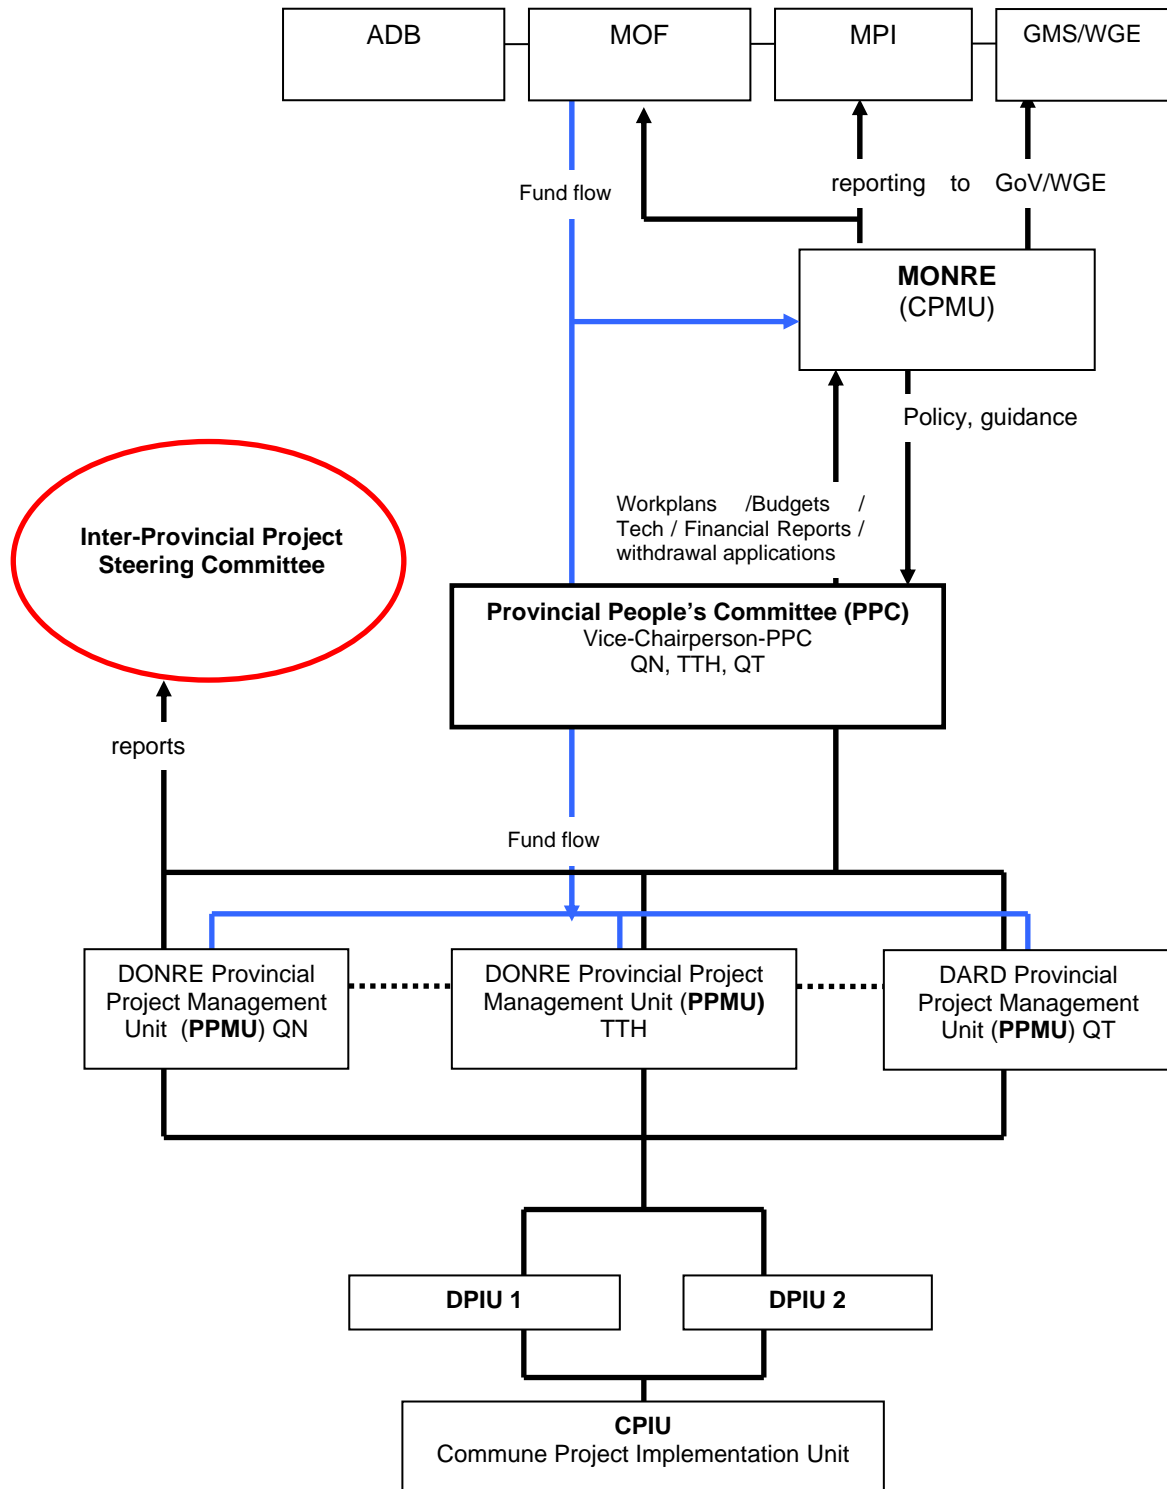 ADB
MOF
MPI
GMS/WGE
Fund flow
reporting to GoV/WGE
MONRE
(CPMU)
Policy, guidance
Inter-Provincial Project
Steering Committee
Workplans /Budgets /
Tech / Financial Reports /
withdrawal applications
Provincial People's Committee (PPC)
Vice-Chairperson-PPC
QN, TTH, QT
reports
Fund flow
DONRE Provincial
Project Management
Unit (PPMU) QN
DONRE Provincial Project
Management Unit (PPMU)
TTH
DARD Provincial
Project Management
Unit (PPMU) QT
DPIU 1
DPIU 2
CPIU
Commune Project Implementation Unit